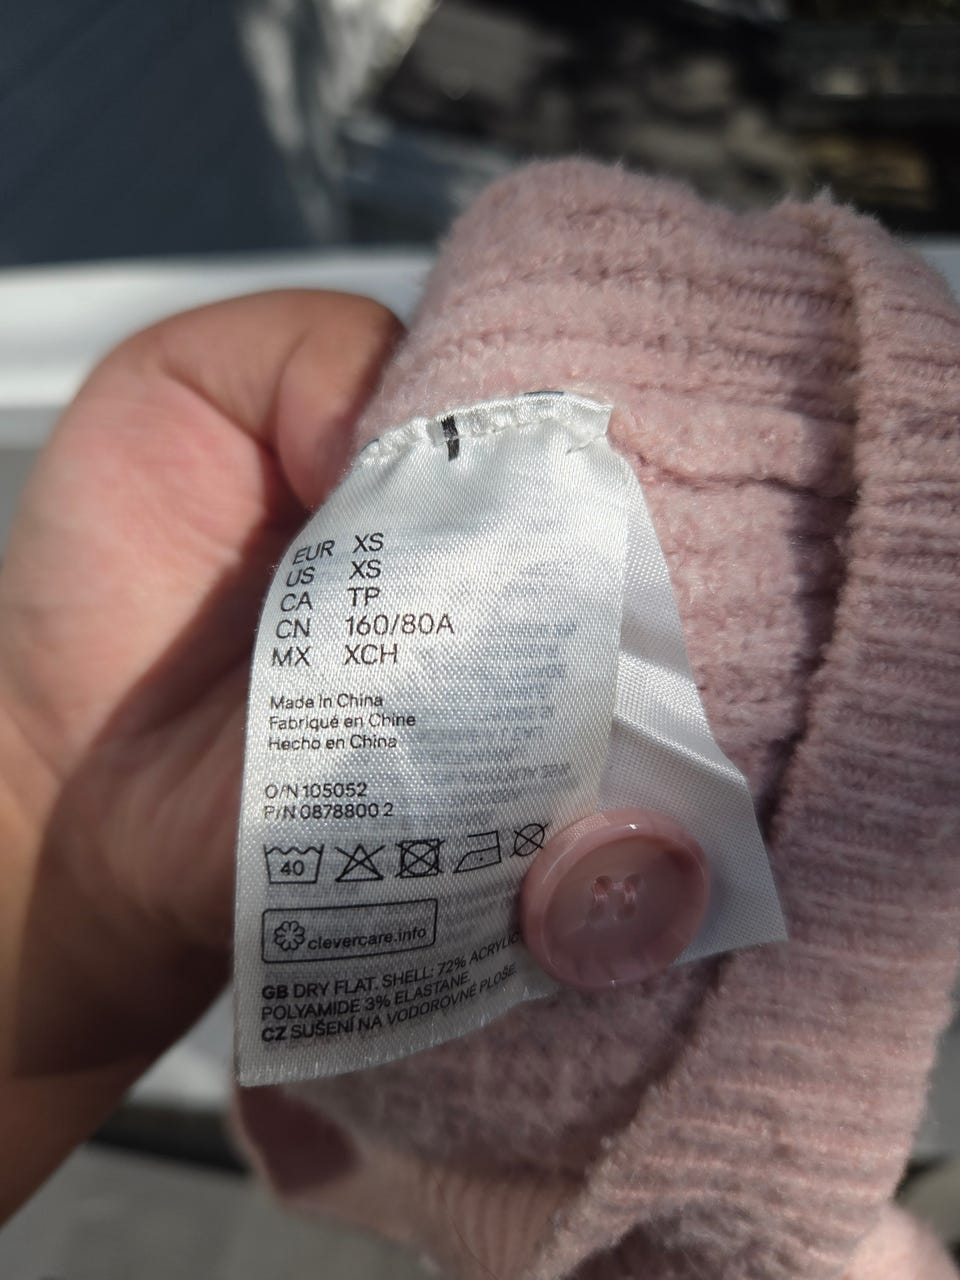 EUR XS
US XS
CA TP
CN 160/80A
MX XCH
Made in China
Fabriqué en Chine
Hecho en China
O/N 105052
P/N 0878800 2
40
clevercare.info
GB DRY FLAT. SHELL: 72% ACRYLIC
POLYAMIDE 3% ELASTANE.
CZ SUŠENÍ NA VODOROVNÉ PLOŠE.